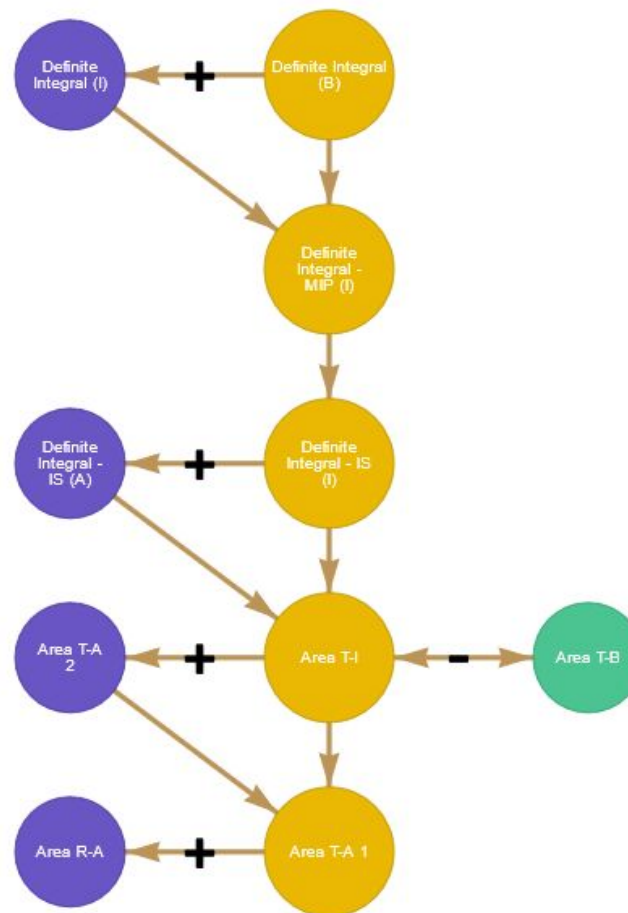 Definite
Integral (I)
+
Definite Integral
(B)
Definite
Integral -
MIP (I)
Definite
Integral -
IS (A)
+
Definite
Integral - IS
(I)
Area T-A
2
+
Area T-I
-
Area T-B
Area R-A
+
Area T-A 1